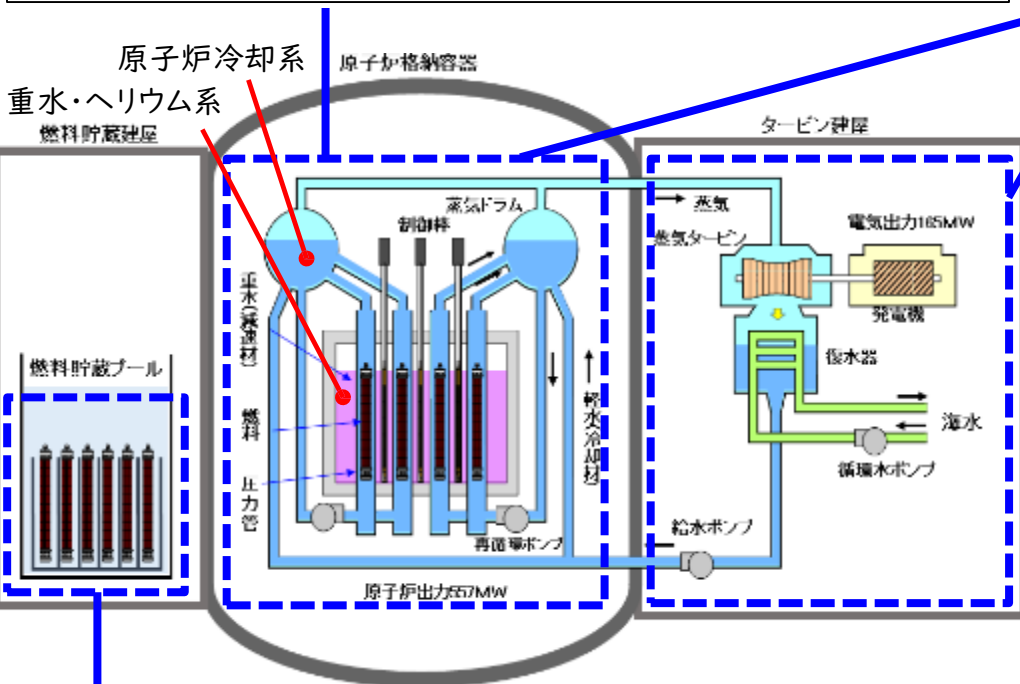 原子炉冷却系
重水・ヘリウム系
原子炉格納容器
燃料貯蔵建屋
タービン建屋
蒸気ドラム
制御棒
蒸気
蒸気タービン
電気出力165MW
発電機
復水器
海水
循環水ポンプ
給水ポンプ
重水(減速材)
燃料
圧力管
軽水(冷却材)
再循環ポンプ
原子炉出力557MW
燃料貯蔵プール